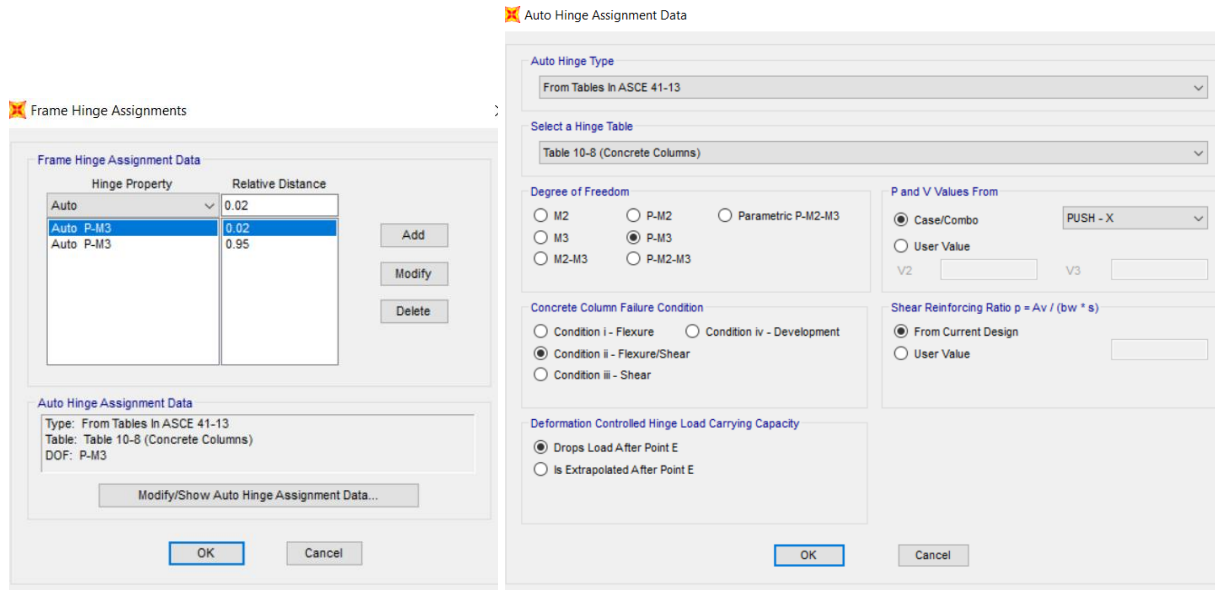 Frame Hinge Assignments
Frame Hinge Assignment Data
Hinge Property Relative Distance
Auto 0.02
Auto P-M3 0.02
Auto P-M3 0.95
Add
Modify
Delete
Auto Hinge Assignment Data
Type: From Tables In ASCE 41-13
Table: Table 10-8 (Concrete Columns)
DOF: P-M3
Modify/Show Auto Hinge Assignment Data...
OK Cancel
Auto Hinge Assignment Data
Auto Hinge Type
From Tables In ASCE 41-13
Select a Hinge Table
Table 10-8 (Concrete Columns)
Degree of Freedom
M2 P-M2 Parametric P-M2-M3
M3 P-M3
M2-M3 P-M2-M3
P and V Values From
Case/Combo PUSH - X
User Value
V2 V3
Concrete Column Failure Condition
Condition i - Flexure Condition iv - Development
Condition ii - Flexure/Shear
Condition iii - Shear
Shear Reinforcing Ratio p = Av / (bw * s)
From Current Design
User Value
Deformation Controlled Hinge Load Carrying Capacity
Drops Load After Point E
Is Extrapolated After Point E
OK Cancel